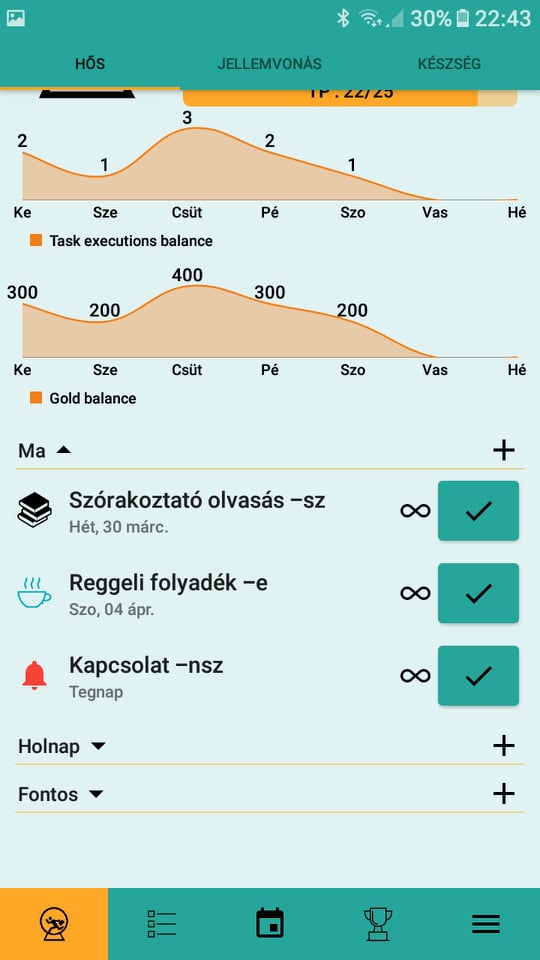 30% 22:43
HŐS JELLEMVONÁS KÉSZSÉG
TP : 22/25
2 1 3 2 1
Ke Sze Csüt Pé Szo Vas Hé
Task executions balance
300 200 400 300 200
Ke Sze Csüt Pé Szo Vas Hé
Gold balance
Ma
Szórakoztató olvasás –sz
Hét, 30 márc.
Reggeli folyadék –e
Szo, 04 ápr.
Kapcsolat –nsz
Tegnap
Holnap
Fontos